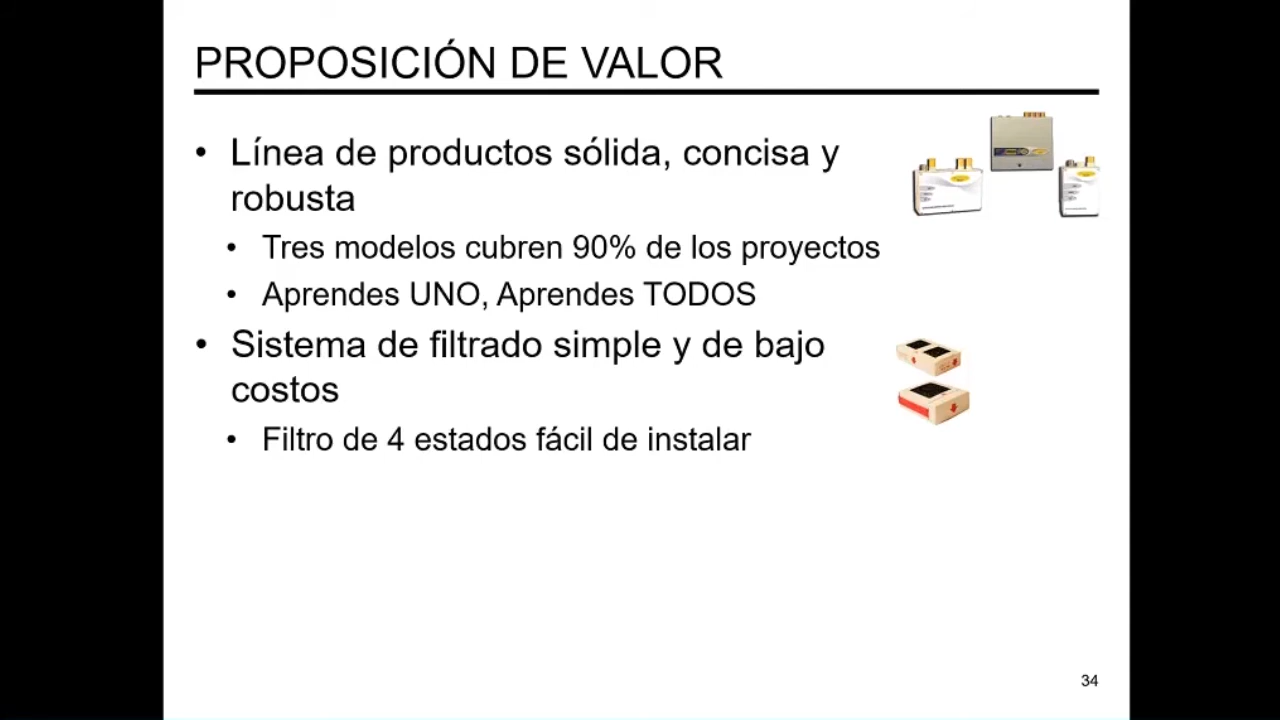 PROPOSICIÓN DE VALOR
• Línea de productos sólida, concisa y
robusta
• Tres modelos cubren 90% de los proyectos
• Aprendes UNO, Aprendes TODOS
• Sistema de filtrado simple y de bajo
costos
• Filtro de 4 estados fácil de instalar
34